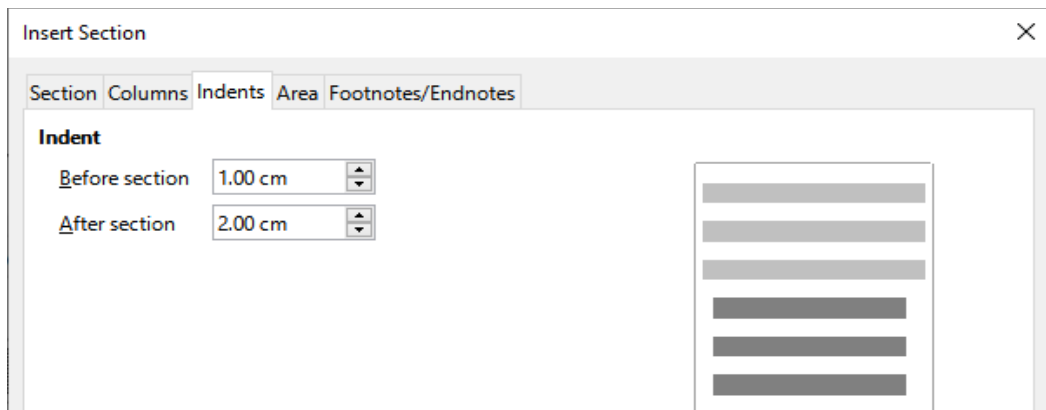 Insert Section
Section Columns Indents Area Footnotes/Endnotes
Indent
Before section 1.00 cm
After section 2.00 cm